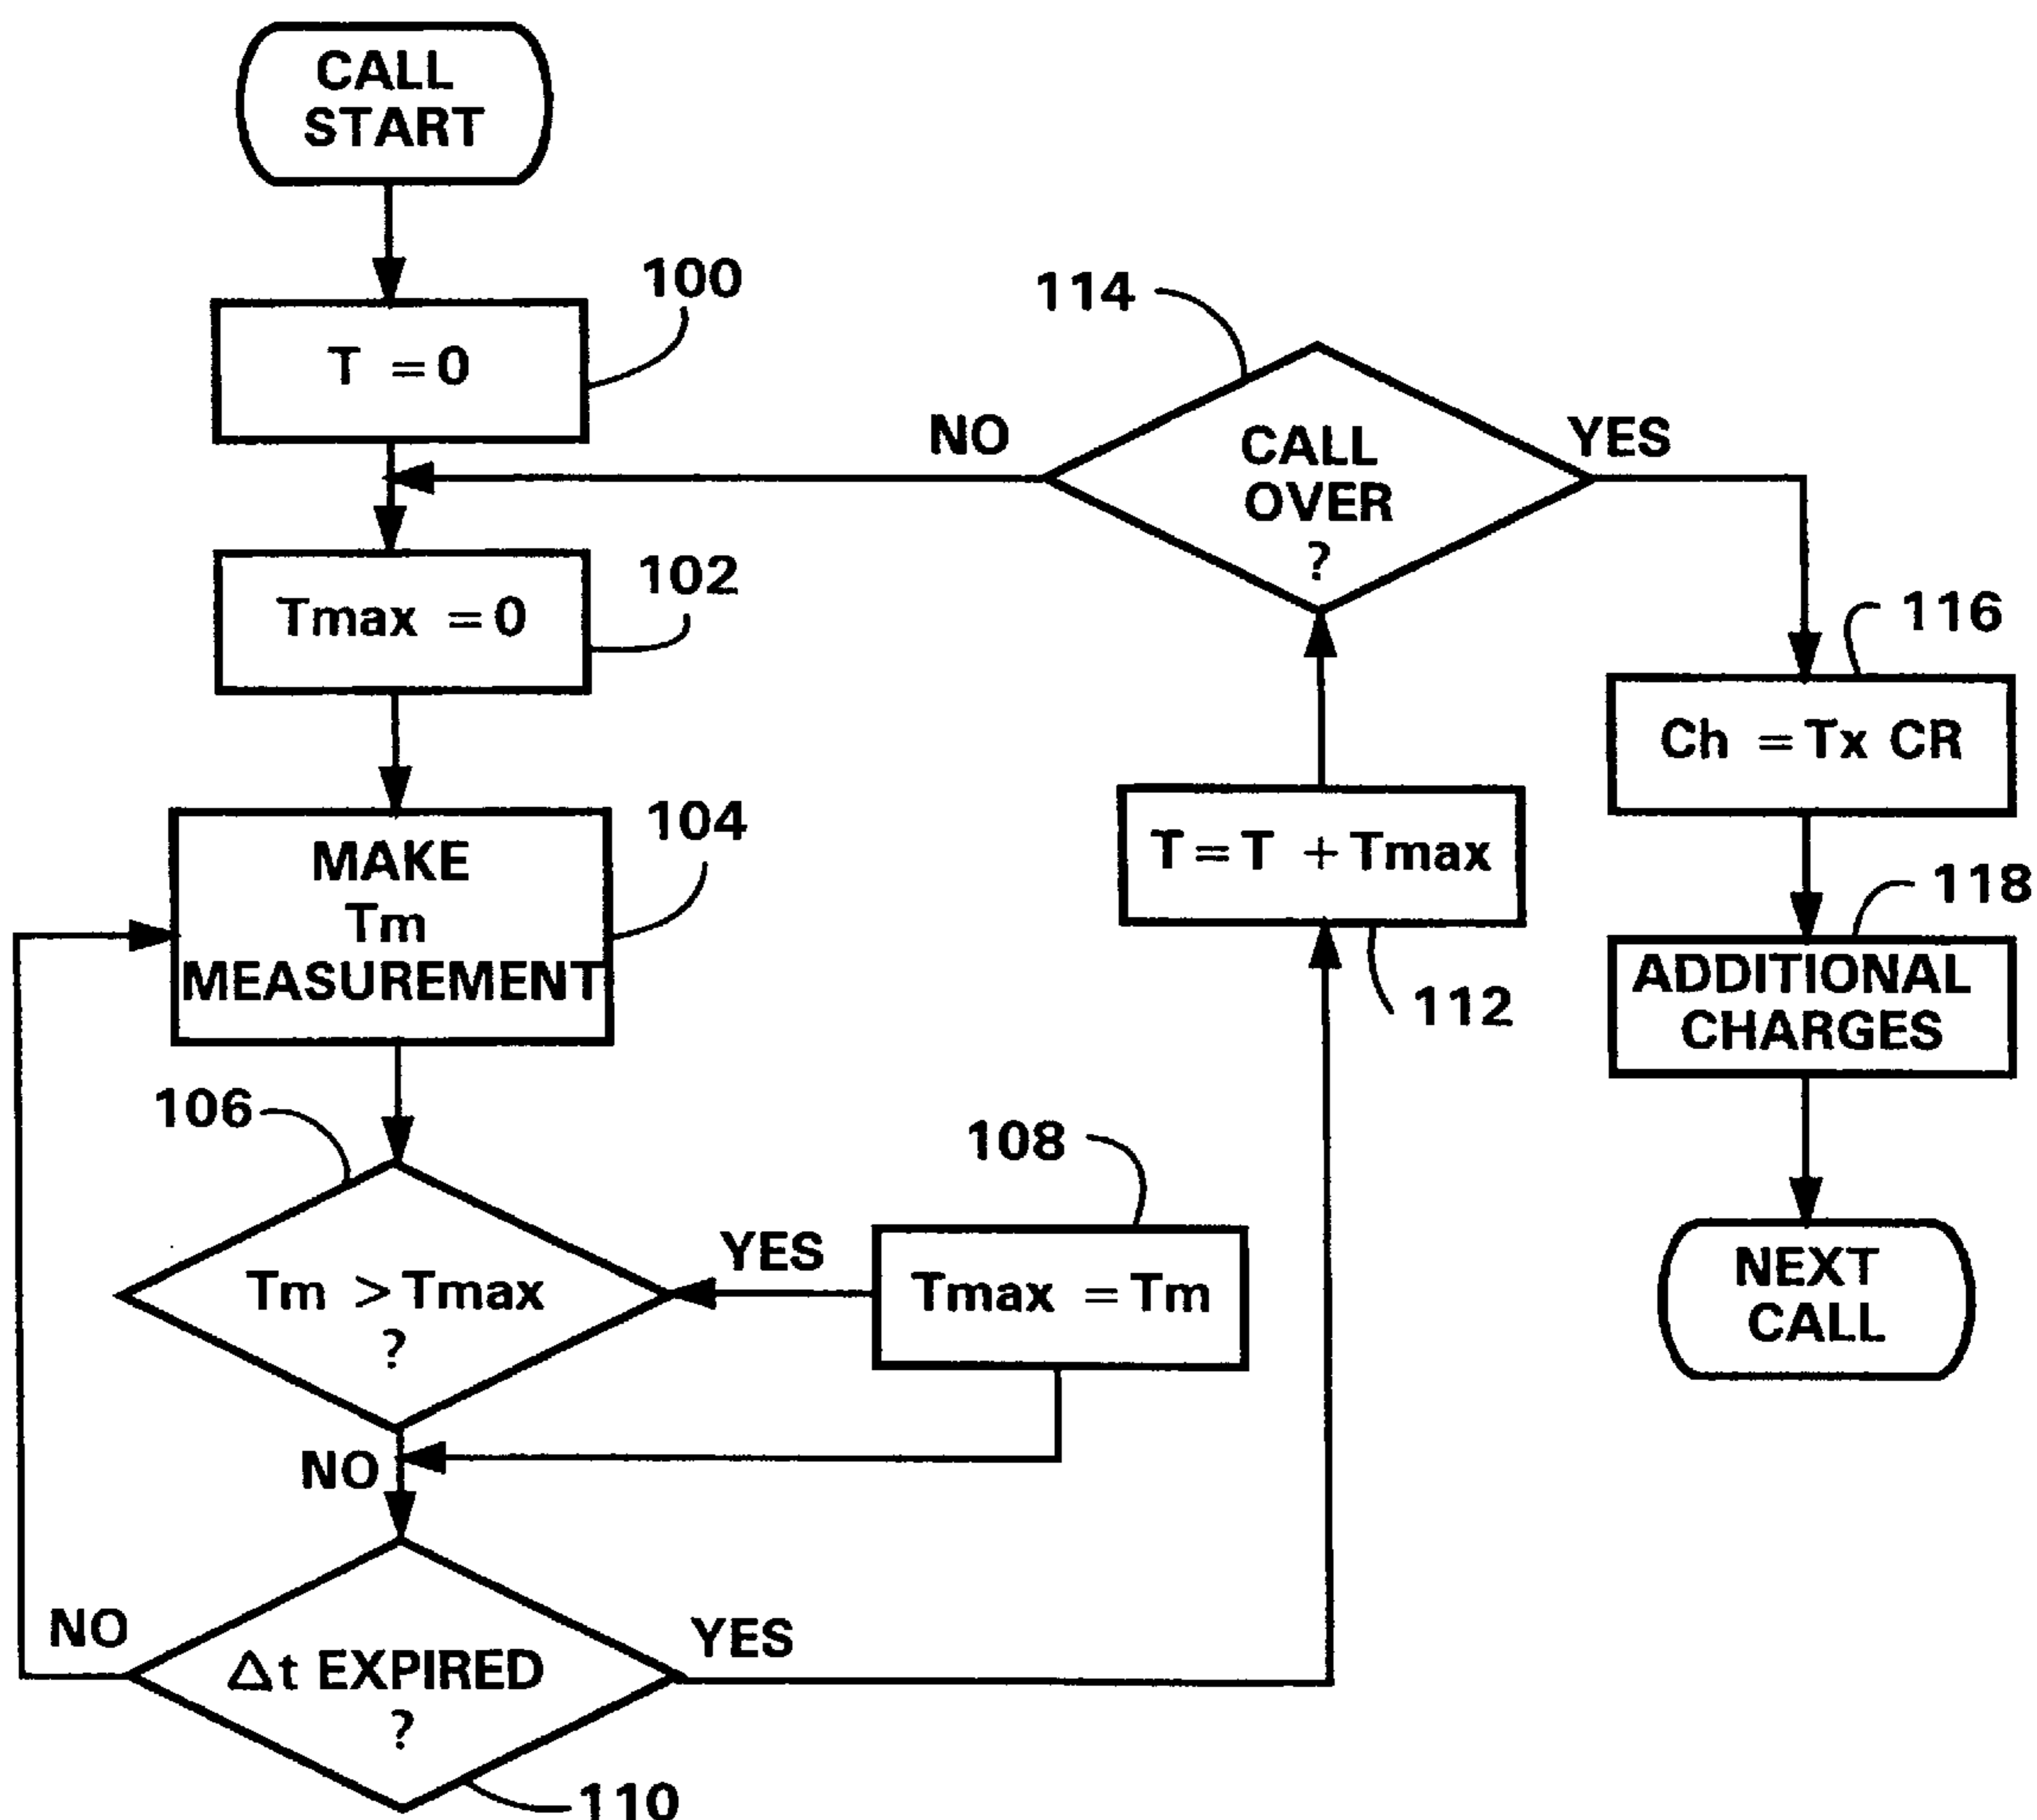 CALL
START
100
T = 0
114
NO
CALL
OVER
?
YES
102
Tmax = 0
116
Ch = Tx CR
104
MAKE
Tm
MEASUREMENT
T = T + Tmax
112
118
ADDITIONAL
CHARGES
106
108
Tm > Tmax
?
YES
Tmax = Tm
NEXT
CALL
NO
NO
Δt EXPIRED
?
YES
110